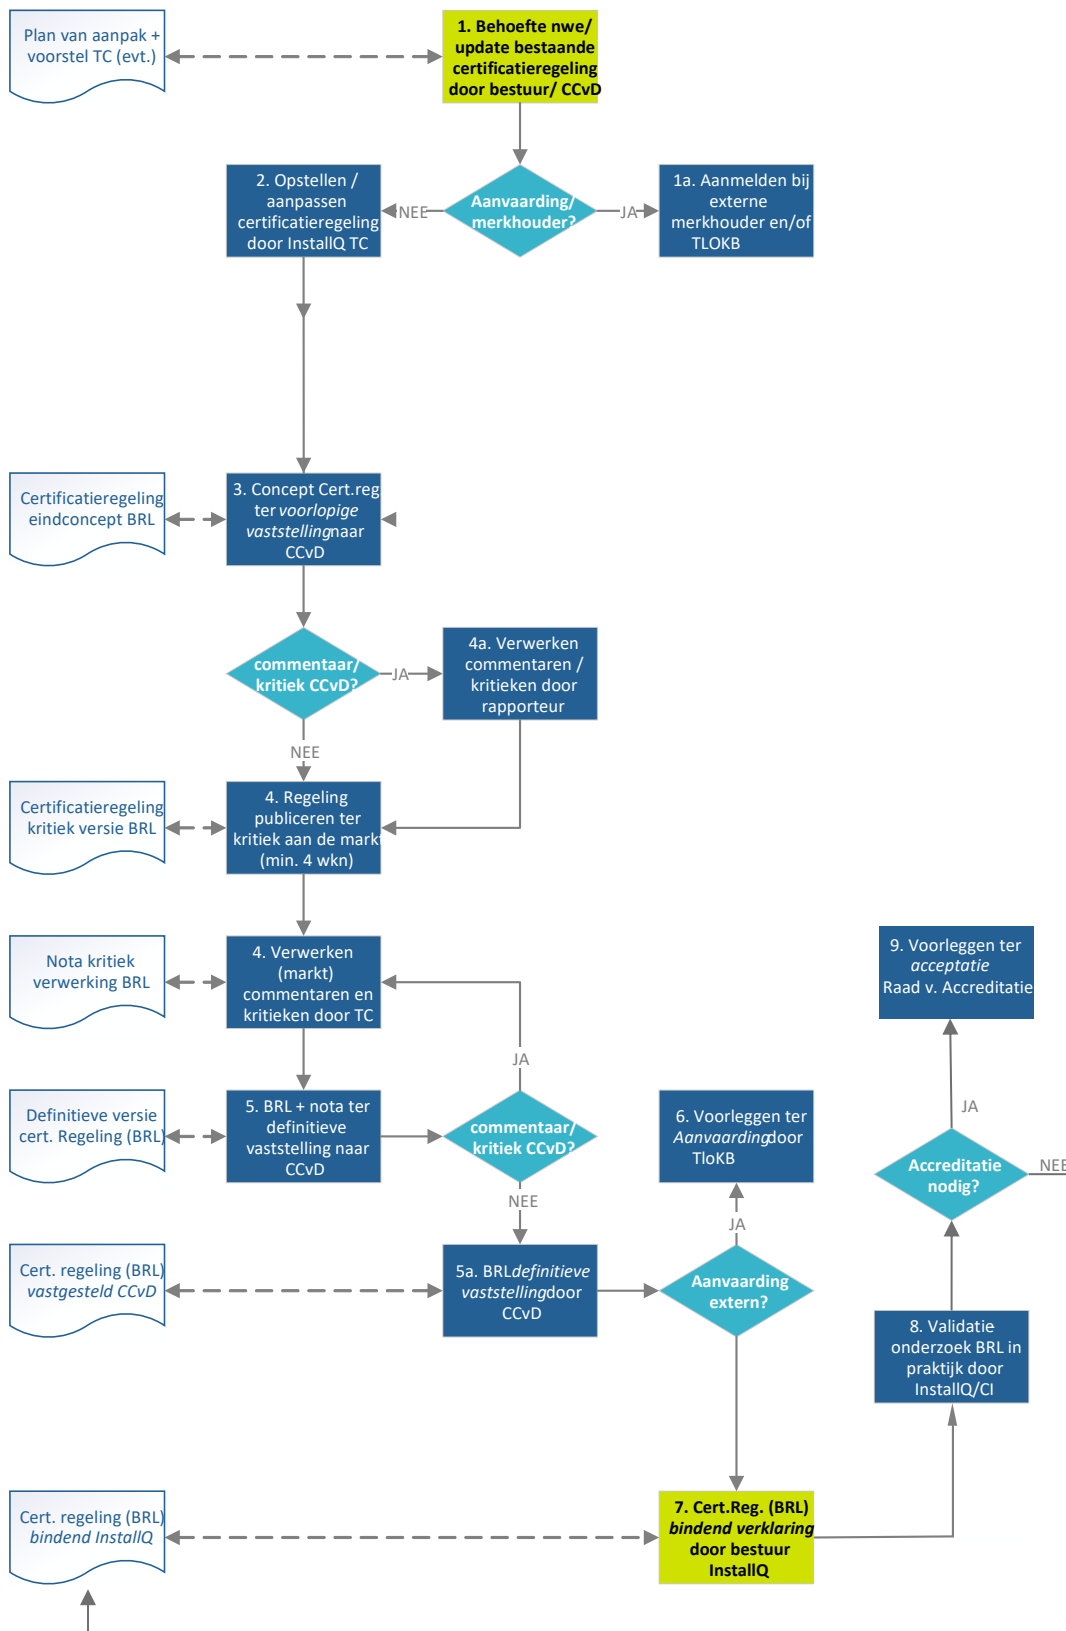 Plan van aanpak +
voorstel TC (evt.)
1. Behoefte nwe/
update bestaande
certificatieregeling
door bestuur/ CCvD
2. Opstellen /
aanpassen
certificatieregeling
door InstallQ TC
NEE
Aanvaarding/
merkhouder?
JA
1a. Aanmelden bij
externe
merkhouder en/of
TLOKB
Certificatieregeling
eindconcept BRL
3. Concept Cert.reg
ter voorlopige
vaststelling naar
CCvD
commentaar/
kritiek CCvD?
JA
4a. Verwerken
commentaren /
kritieken door
rapporteur
NEE
Certificatieregeling
kritiek versie BRL
4. Regeling
publiceren ter
kritiek aan de markt
(min. 4 wkn)
Nota kritiek
verwerking BRL
4. Verwerken
(markt)
commentaren en
kritieken door TC
9. Voorleggen ter
acceptatie
Raad v. Accreditatie
JA
JA
Definitieve versie
cert. Regeling (BRL)
5. BRL + nota ter
definitieve
vaststelling naar
CCvD
commentaar/
kritiek CCvD?
6. Voorleggen ter
Aanvaarding door
TloKB
Accreditatie
nodig?
NEE
NEE
JA
Cert. regeling (BRL)
vastgesteld CCvD
5a. BRL definitieve
vaststelling door
CCvD
Aanvaarding
extern?
8. Validatie
onderzoek BRL in
praktijk door
InstallQ/CI
Cert. regeling (BRL)
bindend InstallQ
7. Cert.Reg. (BRL)
bindend verklaring
door bestuur
InstallQ